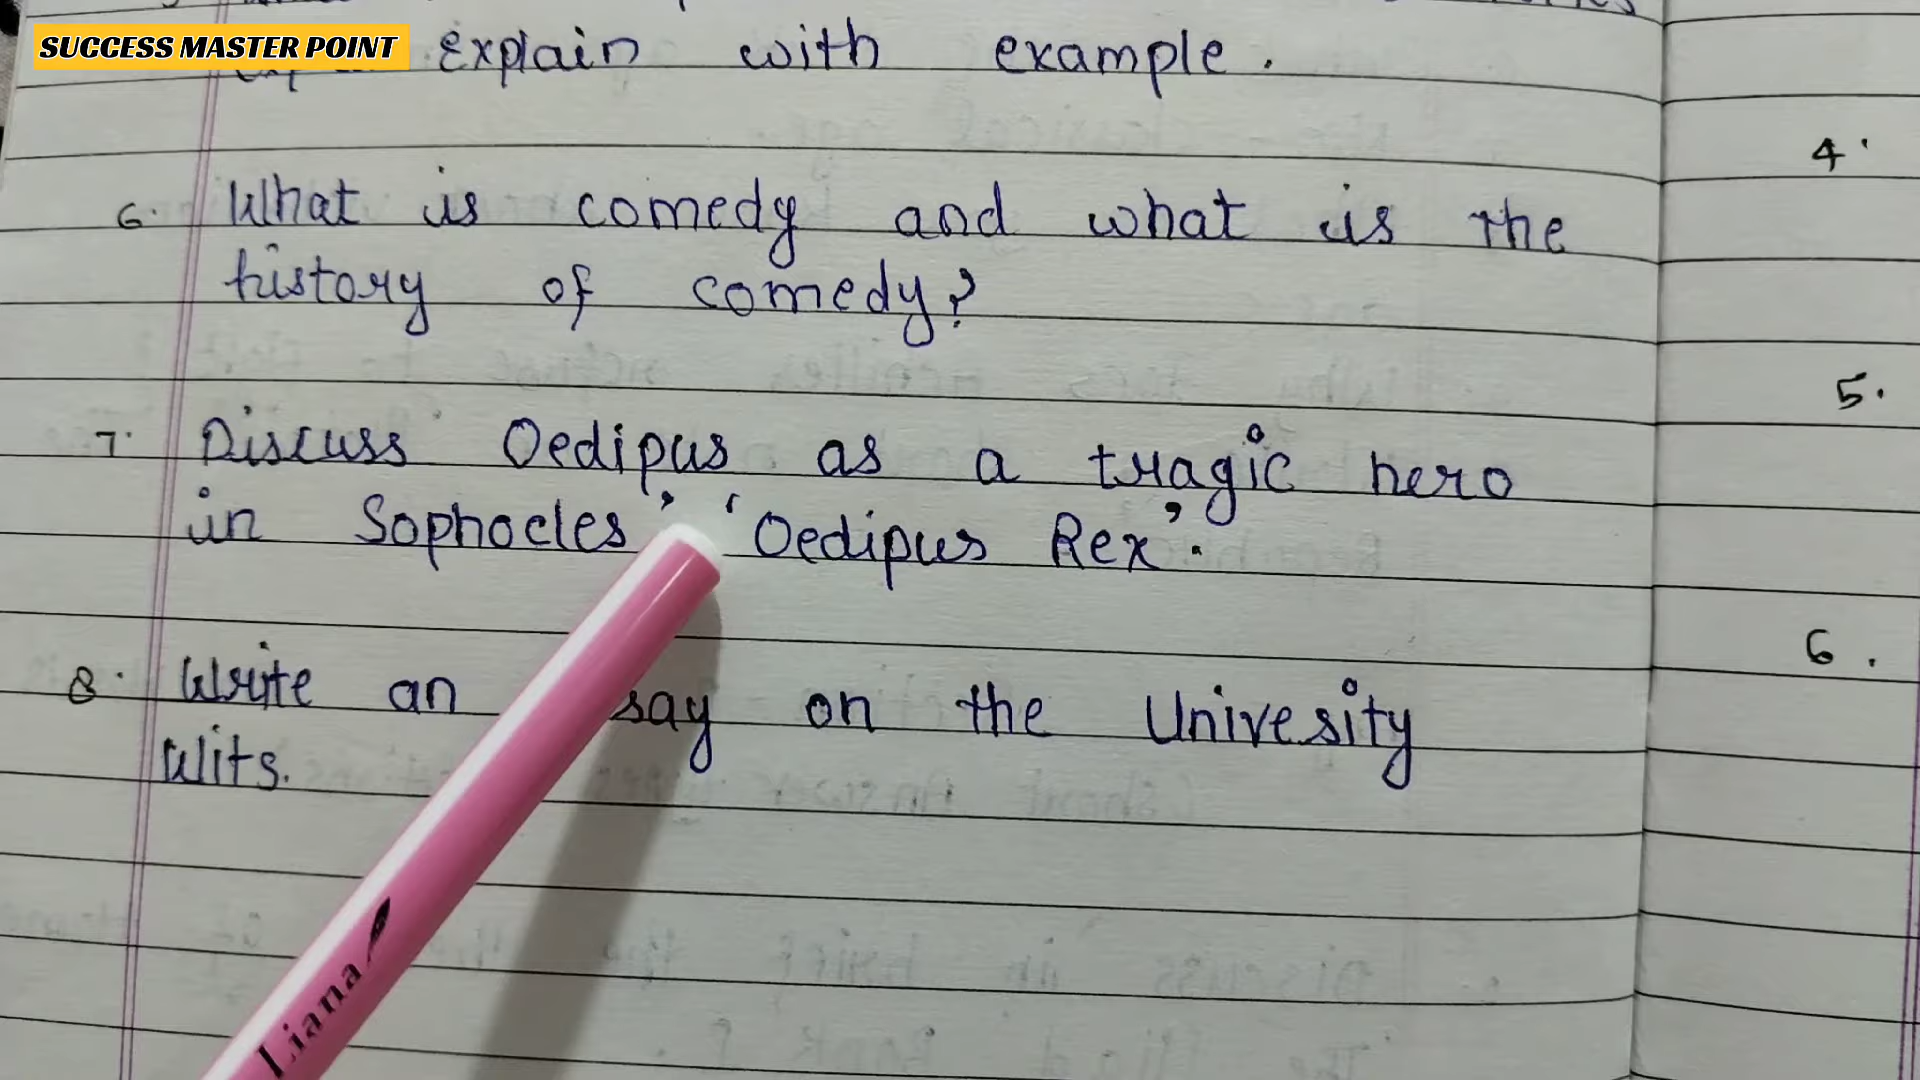 SUCCESS MASTER POINT
explain with example.
6. What is comedy and what is the
history of comedy?
7. Discuss Oedipus as a tragic hero
in Sophocles' 'Oedipus Rex'.
8. Write an say on the Univesity
Wits.
4.
5.
6.
Liana